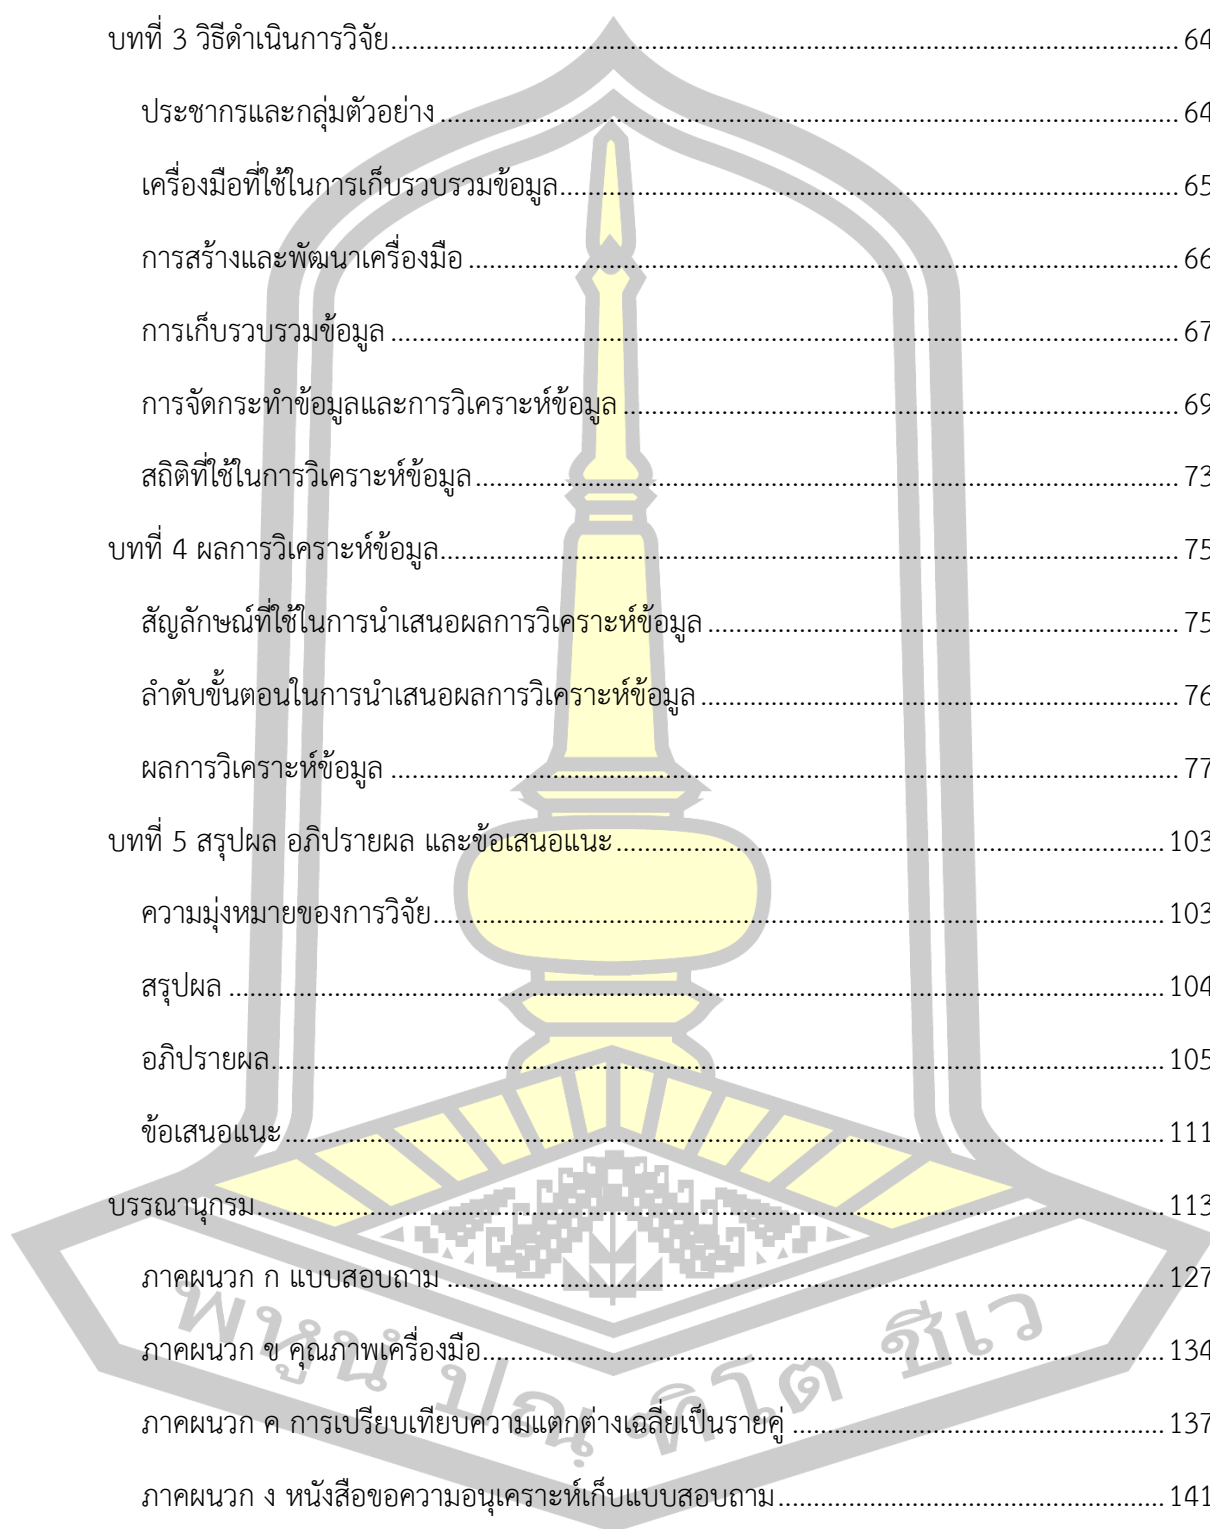 บทที่ 3 วิธีดำเนินการวิจัย.......... 64
ประชากรและกลุ่มตัวอย่าง.......... 64
เครื่องมือที่ใช้ในการเก็บรวบรวมข้อมูล.......... 65
การสร้างและพัฒนาเครื่องมือ.......... 66
การเก็บรวบรวมข้อมูล.......... 67
การจัดกระทำข้อมูลและการวิเคราะห์ข้อมูล.......... 69
สถิติที่ใช้ในการวิเคราะห์ข้อมูล.......... 73
บทที่ 4 ผลการวิเคราะห์ข้อมูล.......... 75
สัญลักษณ์ที่ใช้ในการนำเสนอผลการวิเคราะห์ข้อมูล.......... 75
ลำดับขั้นตอนในการนำเสนอผลการวิเคราะห์ข้อมูล.......... 76
ผลการวิเคราะห์ข้อมูล.......... 77
บทที่ 5 สรุปผล อภิปรายผล และข้อเสนอแนะ.......... 103
ความมุ่งหมายของการวิจัย.......... 103
สรุปผล.......... 104
อภิปรายผล.......... 105
ข้อเสนอแนะ.......... 111
บรรณานุกรม.......... 113
ภาคผนวก ก แบบสอบถาม.......... 127
ภาคผนวก ข คุณภาพเครื่องมือ.......... 134
ภาคผนวก ค การเปรียบเทียบความแตกต่างเฉลี่ยเป็นรายคู่.......... 137
ภาคผนวก ง หนังสือขอความอนุเคราะห์เก็บแบบสอบถาม.......... 141
พหูนํ ปณฺฑิโต ชีเว